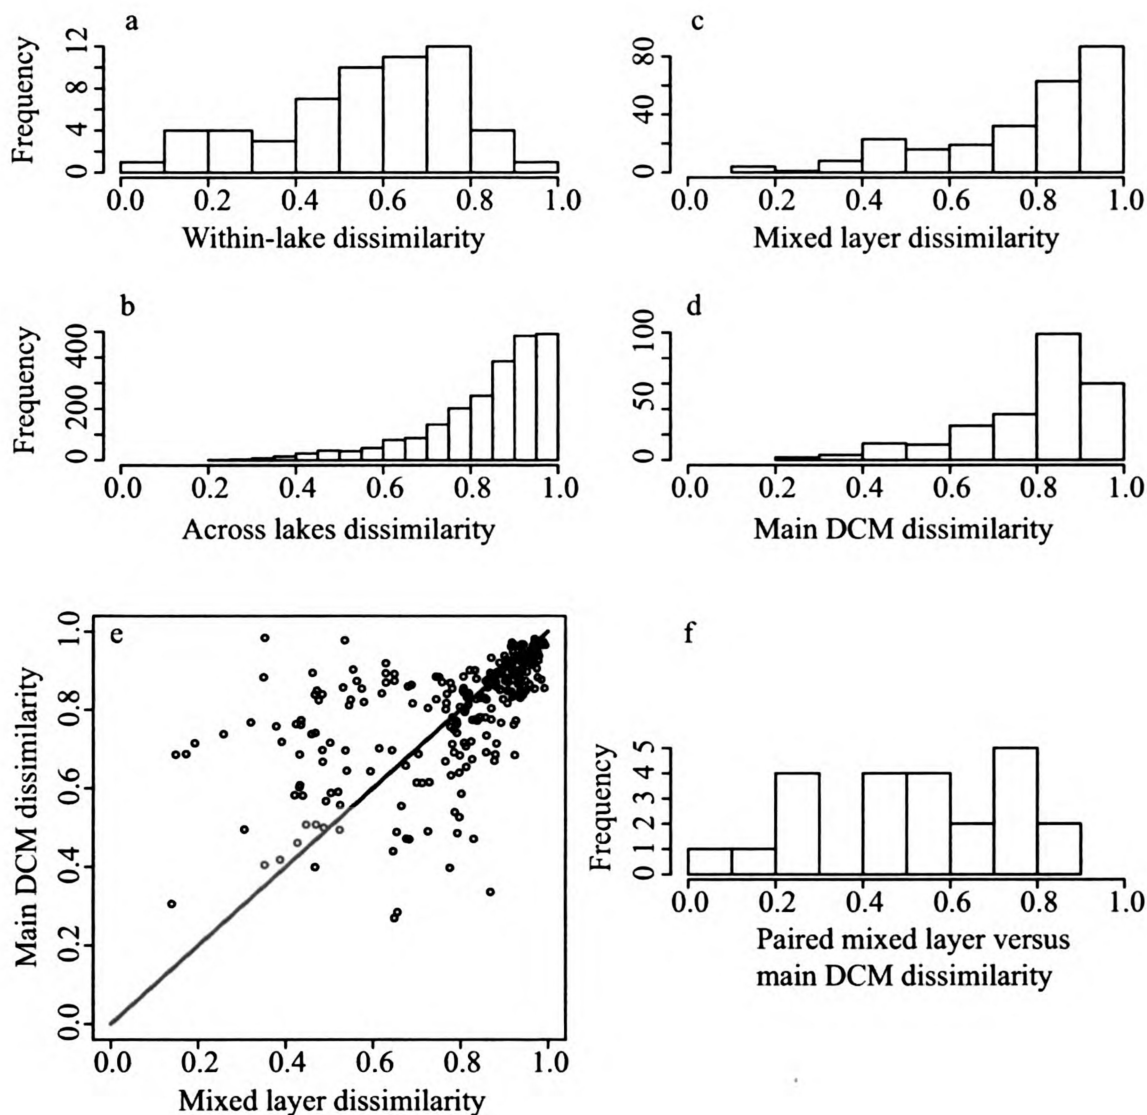 a
Frequency
12
8
4
0
0.0 0.2 0.4 0.6 0.8 1.0
Within-lake dissimilarity
c
80
40
0
0.0 0.2 0.4 0.6 0.8 1.0
Mixed layer dissimilarity
b
Frequency
400
200
0
0.0 0.2 0.4 0.6 0.8 1.0
Across lakes dissimilarity
d
100
50
0
0.0 0.2 0.4 0.6 0.8 1.0
Main DCM dissimilarity
e
Main DCM dissimilarity
1.0
0.8
0.6
0.4
0.2
0.0
0.0 0.2 0.4 0.6 0.8 1.0
Mixed layer dissimilarity
f
Frequency
5
4
3
2
1
0
0.0 0.2 0.4 0.6 0.8 1.0
Paired mixed layer versus
main DCM dissimilarity